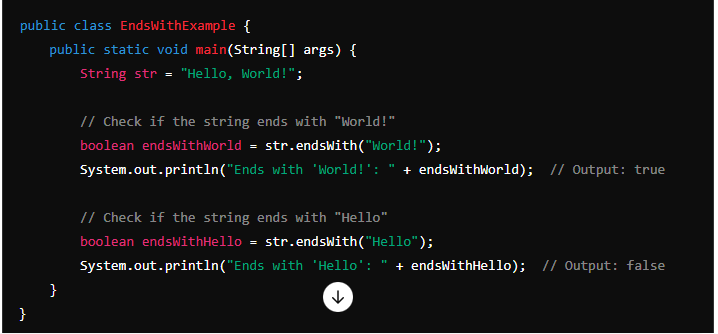 public class EndsWithExample {
    public static void main(String[] args) {
        String str = "Hello, World!";
        // Check if the string ends with "World!"
        boolean endsWithWorld = str.endsWith("World!");
        System.out.println("Ends with 'World!': " + endsWithWorld);  // Output: true
        // Check if the string ends with "Hello"
        boolean endsWithHello = str.endsWith("Hello");
        System.out.println("Ends with 'Hello': " + endsWithHello);  // Output: false
    }
}